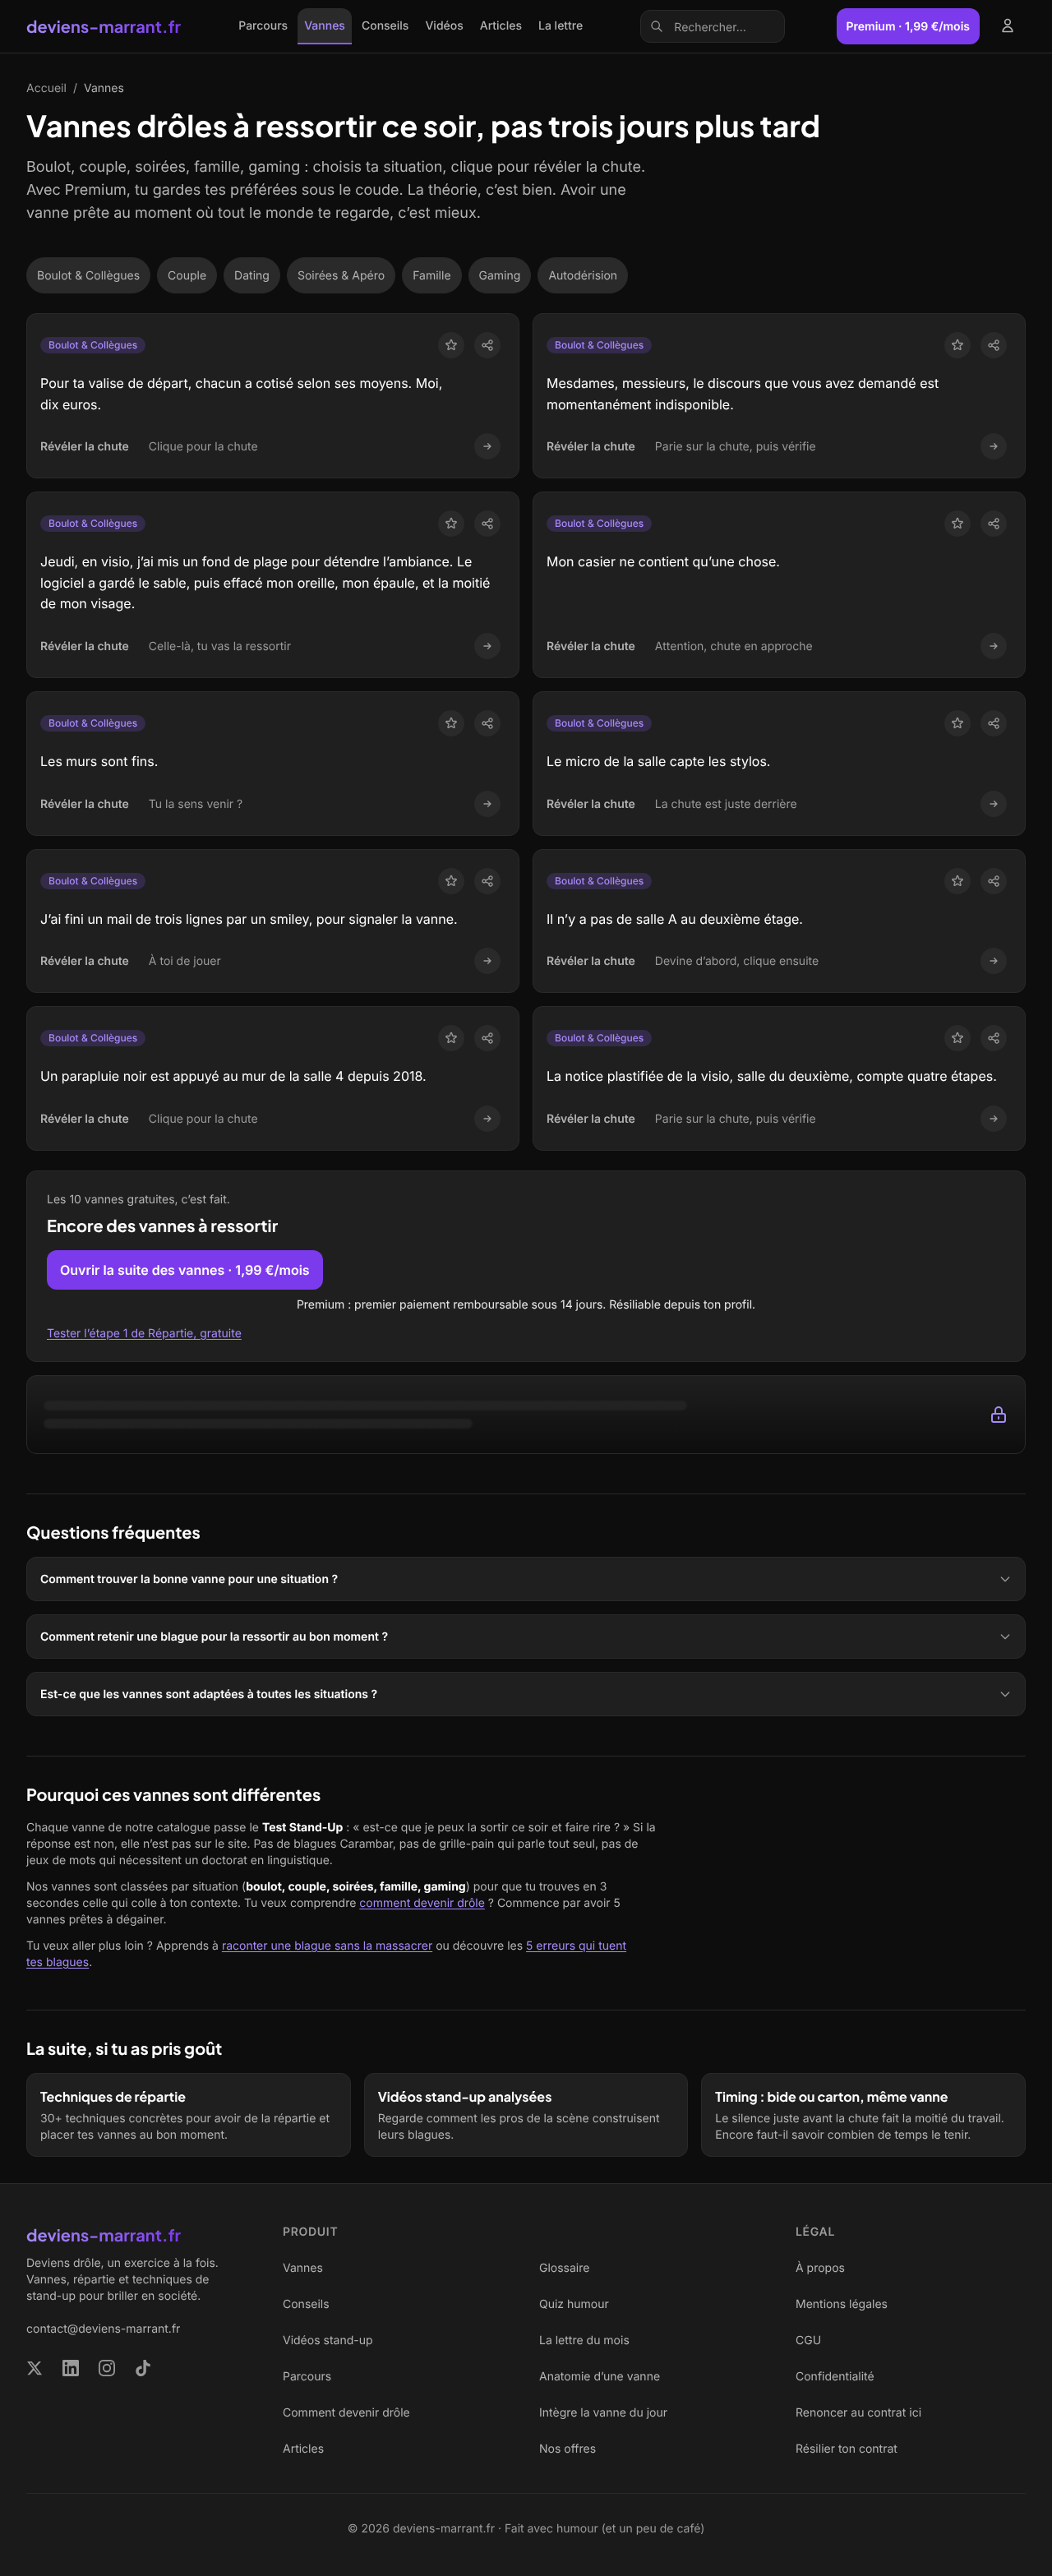 deviens-marrant.fr
Parcours Vannes Conseils Vidéos Articles La lettre
Rechercher...
Premium · 1,99 €/mois
Accueil / Vannes
Vannes drôles à ressortir ce soir, pas trois jours plus tard
Boulot, couple, soirées, famille, gaming : choisis ta situation, clique pour révéler la chute.
Avec Premium, tu gardes tes préférées sous le coude. La théorie, c’est bien. Avoir une
vanne prête au moment où tout le monde te regarde, c’est mieux.
Boulot & Collègues Couple Dating Soirées & Apéro Famille Gaming Autodérision
Boulot & Collègues
Pour ta valise de départ, chacun a cotisé selon ses moyens. Moi,
dix euros.
Révéler la chute Clique pour la chute
Boulot & Collègues
Mesdames, messieurs, le discours que vous avez demandé est
momentanément indisponible.
Révéler la chute Parie sur la chute, puis vérifie
Boulot & Collègues
Jeudi, en visio, j’ai mis un fond de plage pour détendre l’ambiance. Le
logiciel a gardé le sable, puis effacé mon oreille, mon épaule, et la moitié
de mon visage.
Révéler la chute Celle-là, tu vas la ressortir
Boulot & Collègues
Mon casier ne contient qu’une chose.
Révéler la chute Attention, chute en approche
Boulot & Collègues
Les murs sont fins.
Révéler la chute Tu la sens venir ?
Boulot & Collègues
Le micro de la salle capte les stylos.
Révéler la chute La chute est juste derrière
Boulot & Collègues
J’ai fini un mail de trois lignes par un smiley, pour signaler la vanne.
Révéler la chute À toi de jouer
Boulot & Collègues
Il n’y a pas de salle A au deuxième étage.
Révéler la chute Devine d’abord, clique ensuite
Boulot & Collègues
Un parapluie noir est appuyé au mur de la salle 4 depuis 2018.
Révéler la chute Clique pour la chute
Boulot & Collègues
La notice plastifiée de la visio, salle du deuxième, compte quatre étapes.
Révéler la chute Parie sur la chute, puis vérifie
Les 10 vannes gratuites, c’est fait.
Encore des vannes à ressortir
Ouvrir la suite des vannes · 1,99 €/mois
Premium : premier paiement remboursable sous 14 jours. Résiliable depuis ton profil.
Tester l’étape 1 de Répartie, gratuite
Questions fréquentes
Comment trouver la bonne vanne pour une situation ?
Comment retenir une blague pour la ressortir au bon moment ?
Est-ce que les vannes sont adaptées à toutes les situations ?
Pourquoi ces vannes sont différentes
Chaque vanne de notre catalogue passe le Test Stand-Up : « est-ce que je peux la sortir ce soir et faire rire ? » Si la
réponse est non, elle n’est pas sur le site. Pas de blagues Carambar, pas de grille-pain qui parle tout seul, pas de
jeux de mots qui nécessitent un doctorat en linguistique.
Nos vannes sont classées par situation (boulot, couple, soirées, famille, gaming) pour que tu trouves en 3
secondes celle qui colle à ton contexte. Tu veux comprendre comment devenir drôle ? Commence par avoir 5
vannes prêtes à dégainer.
Tu veux aller plus loin ? Apprends à raconter une blague sans la massacrer ou découvre les 5 erreurs qui tuent
tes blagues.
La suite, si tu as pris goût
Techniques de répartie
30+ techniques concrètes pour avoir de la répartie et
placer tes vannes au bon moment.
Vidéos stand-up analysées
Regarde comment les pros de la scène construisent
leurs blagues.
Timing : bide ou carton, même vanne
Le silence juste avant la chute fait la moitié du travail.
Encore faut-il savoir combien de temps le tenir.
deviens-marrant.fr
Deviens drôle, un exercice à la fois.
Vannes, répartie et techniques de
stand-up pour briller en société.
contact@deviens-marrant.fr
PRODUIT
Vannes
Conseils
Vidéos stand-up
Parcours
Comment devenir drôle
Articles
Glossaire
Quiz humour
La lettre du mois
Anatomie d’une vanne
Intègre la vanne du jour
Nos offres
LÉGAL
À propos
Mentions légales
CGU
Confidentialité
Renoncer au contrat ici
Résilier ton contrat
© 2026 deviens-marrant.fr · Fait avec humour (et un peu de café)